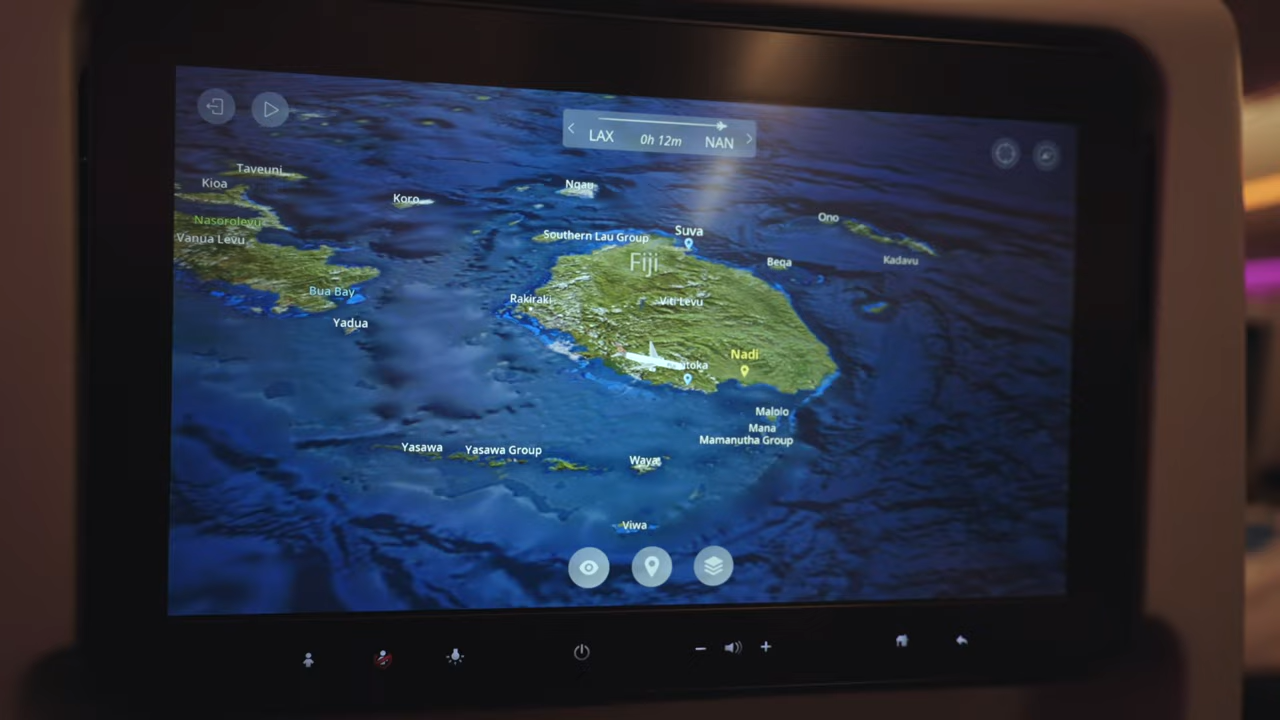 LAX 0h 12m NAN
Taveuni
Kioa
Koro
Ngau
Nasorolevu
Vanua Levu
Southern Lau Group
Suva
Ono
Fiji
Beqa
Kadavu
Bua Bay
Rakiraki
Viti Levu
Yadua
Nadi
Malolo
Mana
Mamanutha Group
Yasawa
Yasawa Group
Waya
Viwa